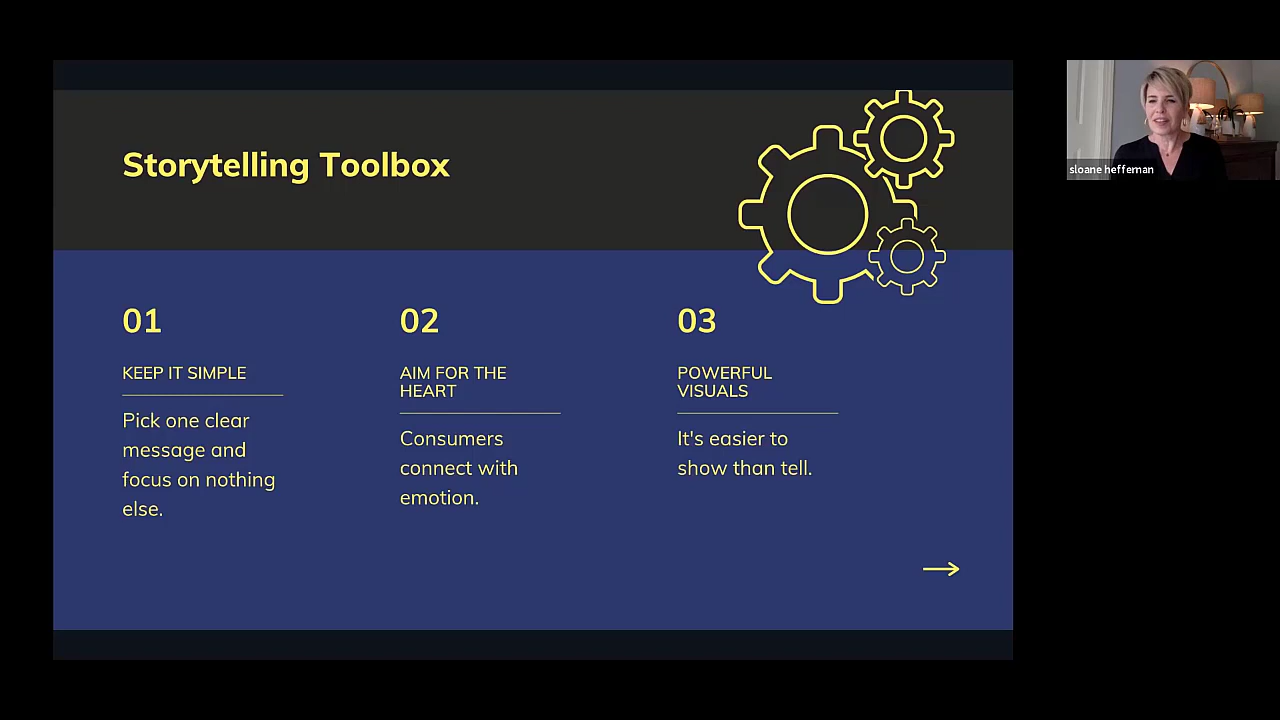 Storytelling Toolbox
01
KEEP IT SIMPLE
Pick one clear
message and
focus on nothing
else.
02
AIM FOR THE
HEART
Consumers
connect with
emotion.
03
POWERFUL
VISUALS
It's easier to
show than tell.
sloane heffernan